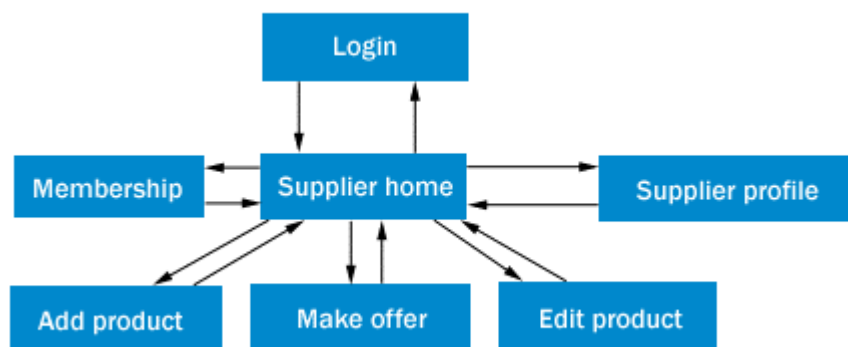 Login
Membership
Supplier home
Supplier profile
Add product
Make offer
Edit product